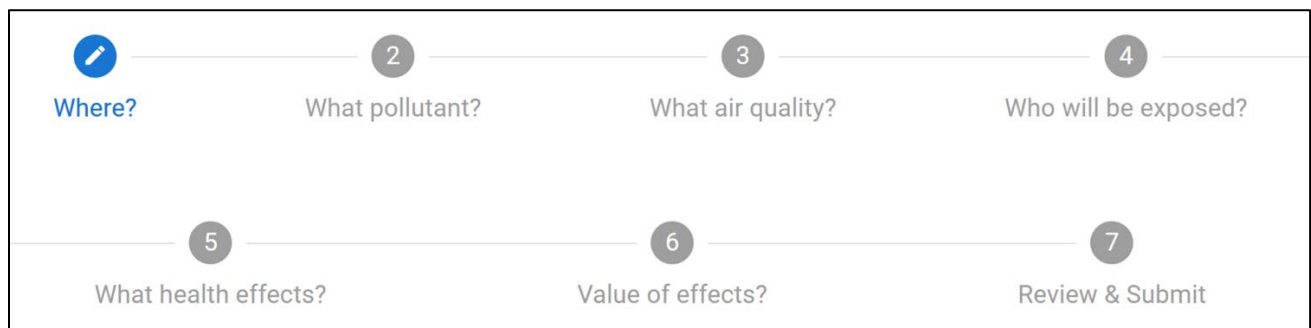 2 3 4
Where? What pollutant? What air quality? Who will be exposed?
5 6 7
What health effects? Value of effects? Review & Submit